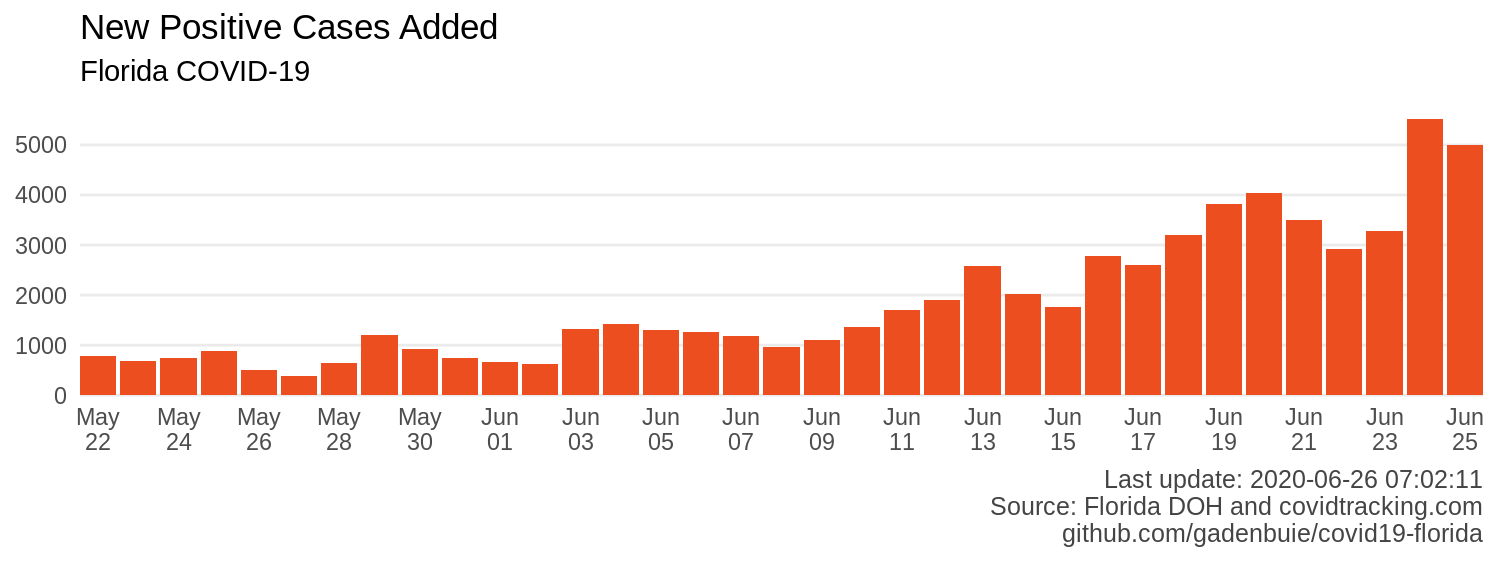 New Positive Cases Added
Florida COVID-19
5000
4000
3000
2000
1000
0
May May May May May Jun Jun Jun Jun Jun Jun Jun Jun Jun Jun Jun Jun Jun
22 24 26 28 30 01 03 05 07 09 11 13 15 17 19 21 23 25
Last update: 2020-06-26 07:02:11
Source: Florida DOH and covidtracking.com
github.com/gadenbuie/covid19-florida